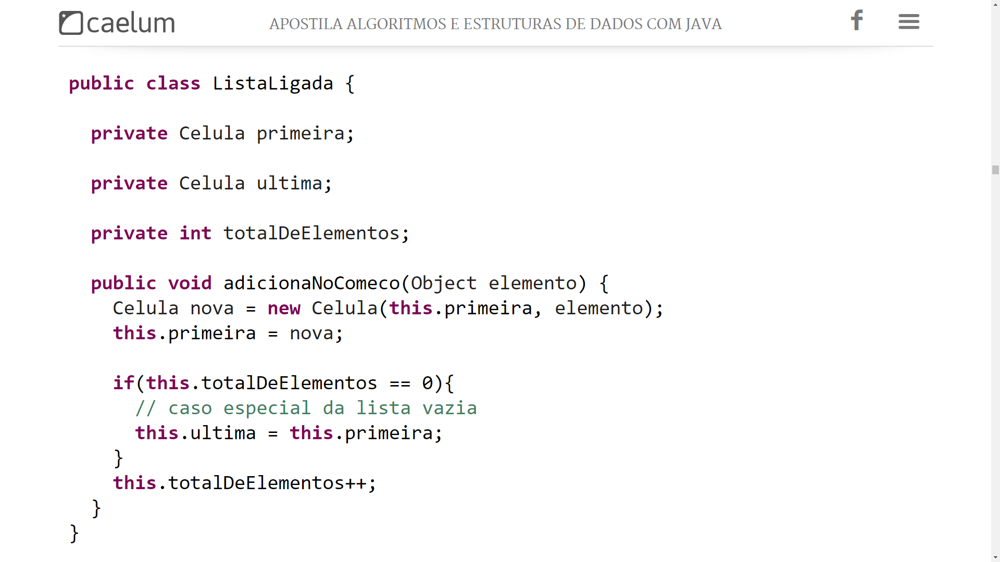 caelum
APOSTILA ALGORITMOS E ESTRUTURAS DE DADOS COM JAVA
f
public class ListaLigada {
private Celula primeira;
private Celula ultima;
private int totalDeElementos;
public void adicionaNoComeco(Object elemento) {
Celula nova = new Celula(this.primeira, elemento);
this.primeira = nova;
if(this.totalDeElementos == 0){
// caso especial da lista vazia
this.ultima = this.primeira;
}
this.totalDeElementos++;
}
}